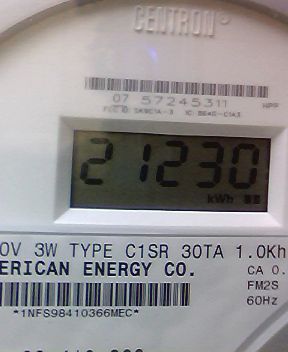 CENTRON®
07 57245311
HPP
21230
kWh
0V 3W TYPE C1SR 30TA 1.0Kh
ERICAN ENERGY CO.
CA 0.
FM2S
60Hz
*1NFS98410366MEC*